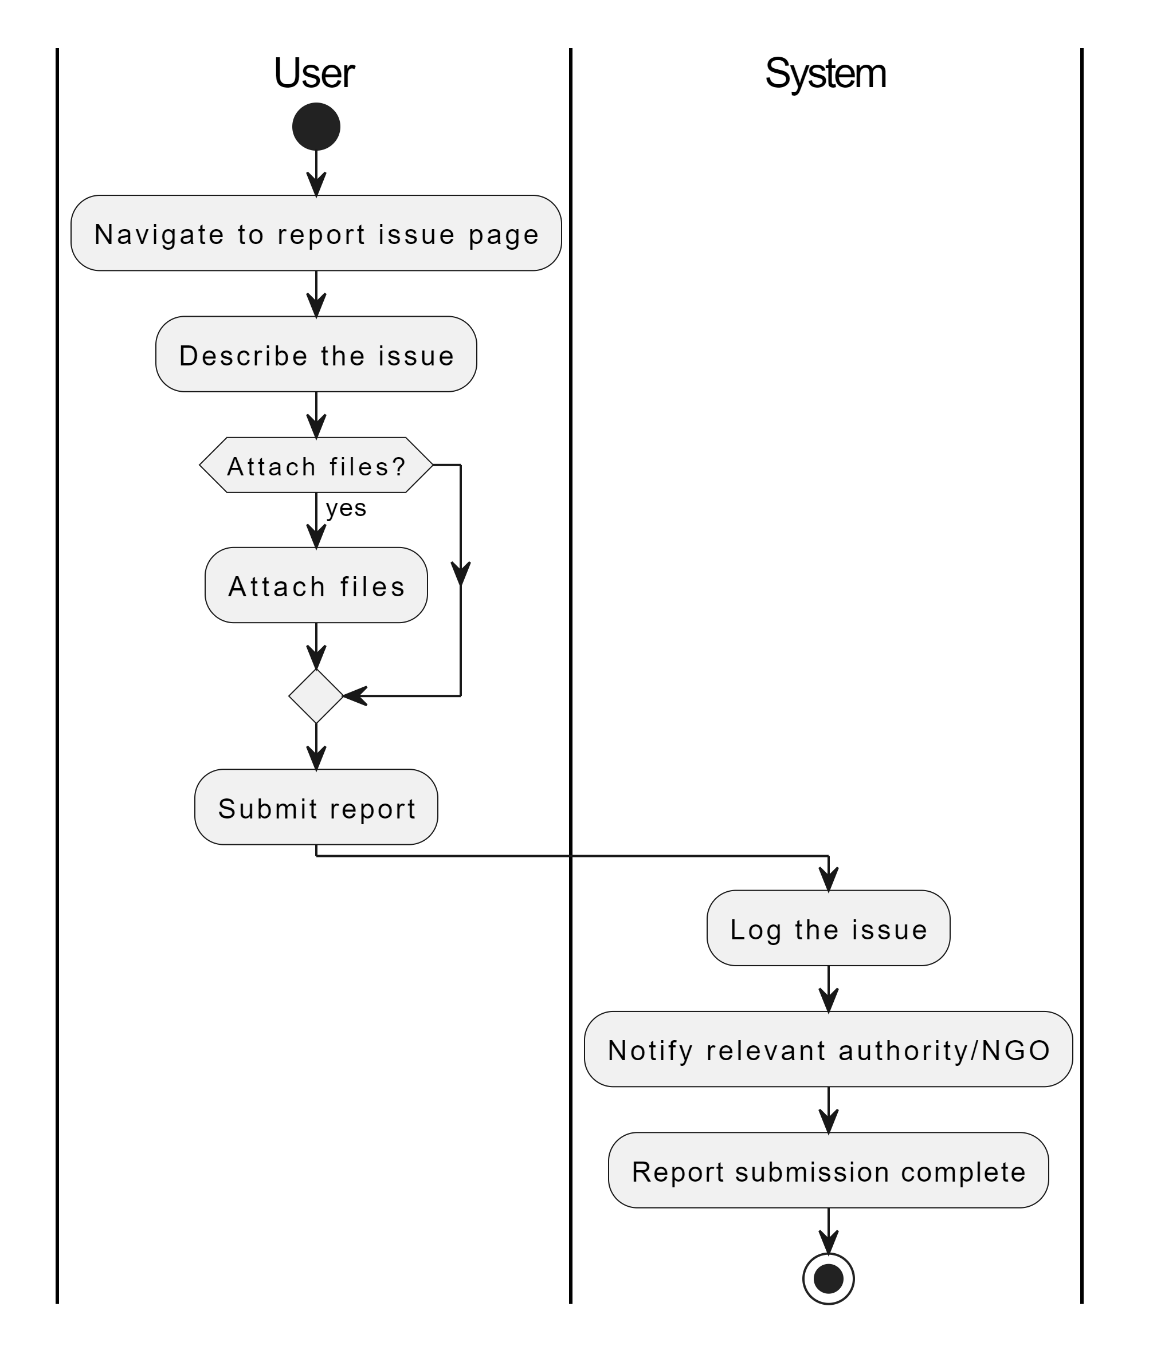 User
System
Navigate to report issue page
Describe the issue
Attach files?
yes
Attach files
Submit report
Log the issue
Notify relevant authority/NGO
Report submission complete